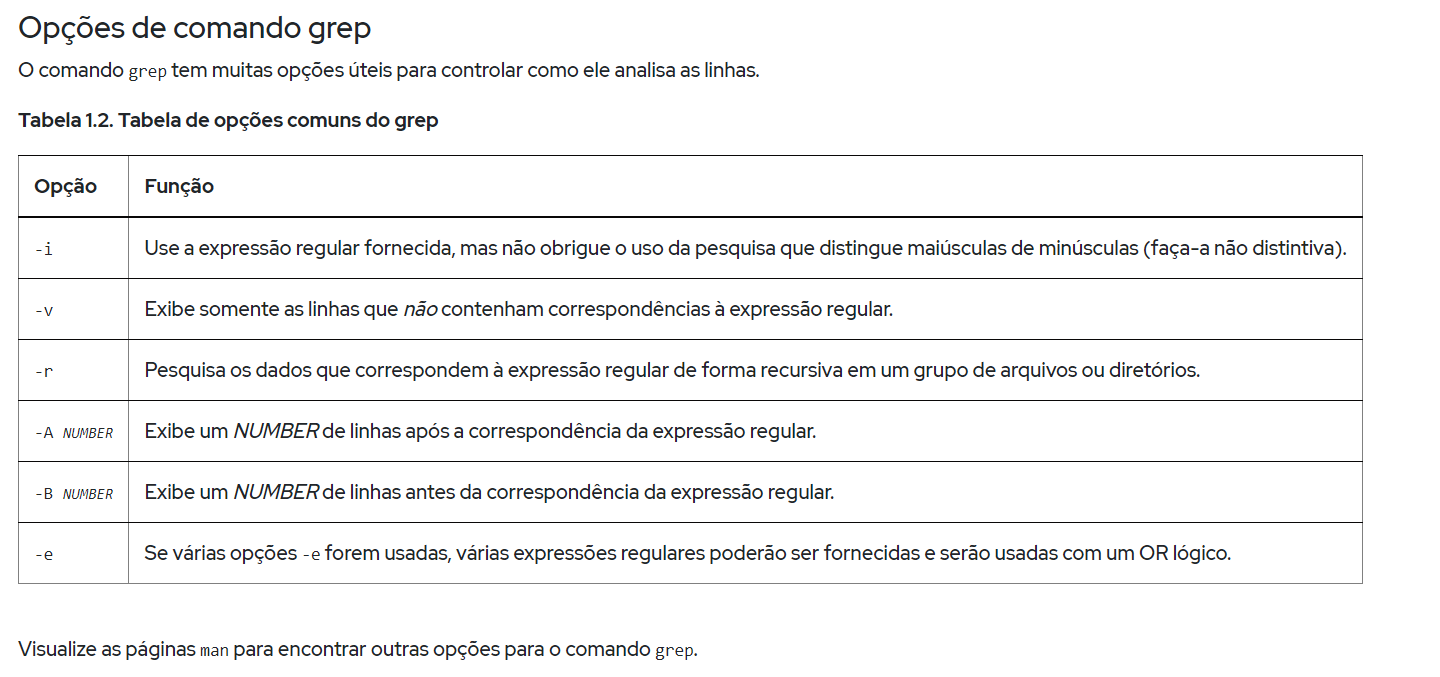 Opções de comando grep
O comando grep tem muitas opções úteis para controlar como ele analisa as linhas.
Tabela 1.2. Tabela de opções comuns do grep
Opção Função
-i Use a expressão regular fornecida, mas não obrigue o uso da pesquisa que distingue maiúsculas de minúsculas (faça-a não distintiva).
-v Exibe somente as linhas que não contenham correspondências à expressão regular.
-r Pesquisa os dados que correspondem à expressão regular de forma recursiva em um grupo de arquivos ou diretórios.
-A NUMBER Exibe um NUMBER de linhas após a correspondência da expressão regular.
-B NUMBER Exibe um NUMBER de linhas antes da correspondência da expressão regular.
-e Se várias opções -e forem usadas, várias expressões regulares poderão ser fornecidas e serão usadas com um OR lógico.
Visualize as páginas man para encontrar outras opções para o comando grep.